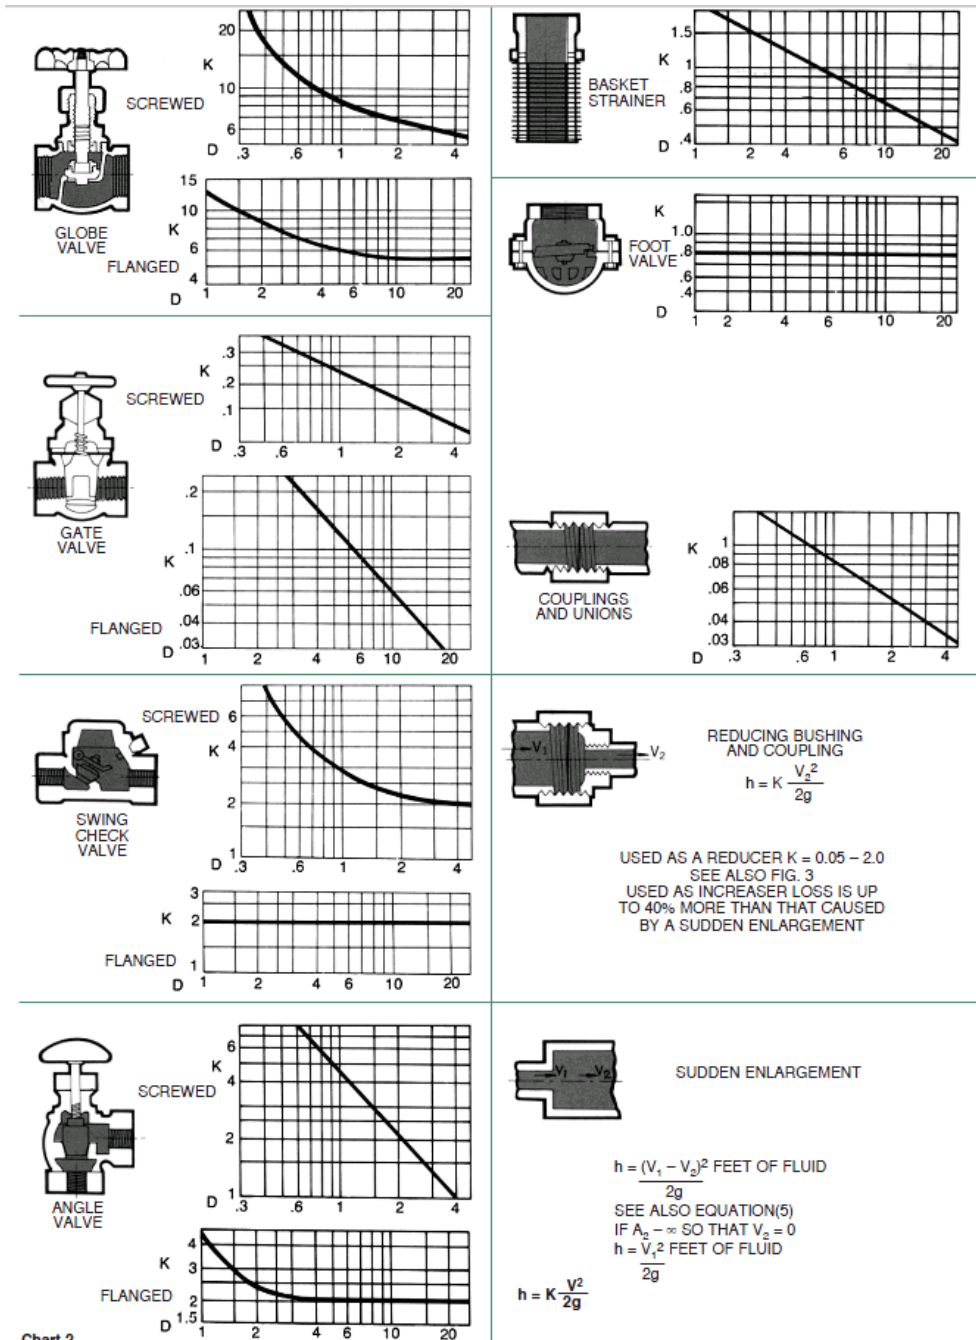 20
K
SCREWED
10
6
D .3 .6 1 2 4
15
10
K
6
4
GLOBE
VALVE
FLANGED
D 1 2 4 6 10 20
1.5
K
1
.8
.6
.4
BASKET
STRAINER
D 1 2 6 10 20
K
1.0
.8
.6
.4
FOOT
VALVE
D 1 2 4 6 10 20
.3
K
.2
SCREWED
.1
D .3 .6 1 2 4
.2
.1
K
.06
.04
.03
GATE
VALVE
FLANGED
D 1 2 4 6 10 20
K
1
.08
.06
.04
.03
COUPLINGS
AND UNIONS
D .3 .6 1 2 4
SCREWED 6
K 4
2
1
D .3 .6 1 2 4
SWING
CHECK
VALVE
3
K 2
FLANGED 1
D 1 2 4 6 10 20
V₁
V₂
REDUCING BUSHING
AND COUPLING
h = K V₂²
2g
USED AS A REDUCER K = 0.05 – 2.0
SEE ALSO FIG. 3
USED AS INCREASER LOSS IS UP
TO 40% MORE THAN THAT CAUSED
BY A SUDDEN ENLARGEMENT
6
K
4
SCREWED
2
1
D .3 .6 1 2 4
ANGLE
VALVE
4
K
3
FLANGED 2
1.5
D 1 2 4 6 10 20
V₁ V₂
SUDDEN ENLARGEMENT
h = (V₁ – V₂)² FEET OF FLUID
2g
SEE ALSO EQUATION(5)
IF A₂ – ∞ SO THAT V₂ = 0
h = V₁² FEET OF FLUID
2g
h = K V²
2g
Chart 2